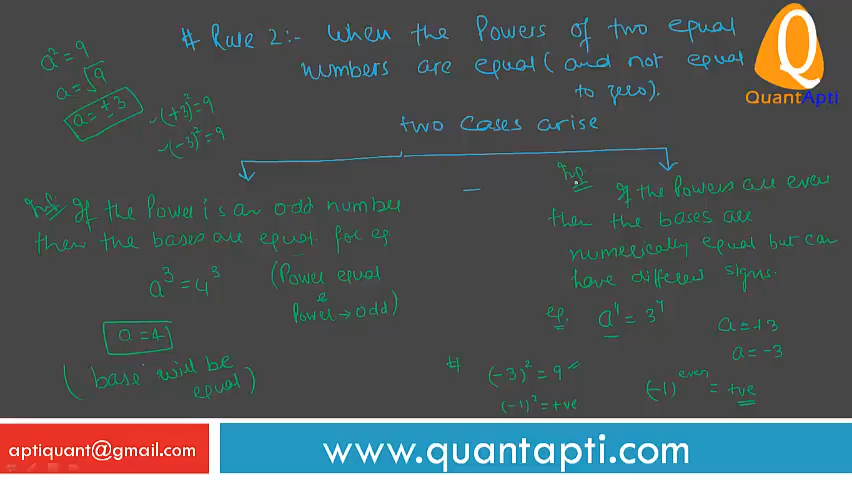 # Rule 2:- When the Powers of two equal
numbers are equal (and not equal
to zero).
two cases arise
a² = 9
a = √9
a = ±3
(+3)² = 9
(-3)² = 9
QuantApti
If the Power is an odd number
then the bases are equal. for eg
a³ = 4³
(Power equal
&
Power → odd)
a = 4
(base will be
equal)
Imp.
If the Powers are even
then the bases are
numerically equal but can
have different signs.
eg. a⁴ = 3⁴
a = +3
a = -3
# (-3)² = 9
(-1)² = +ve
(-1)^even = +ve
aptiquant@gmail.com
www.quantapti.com